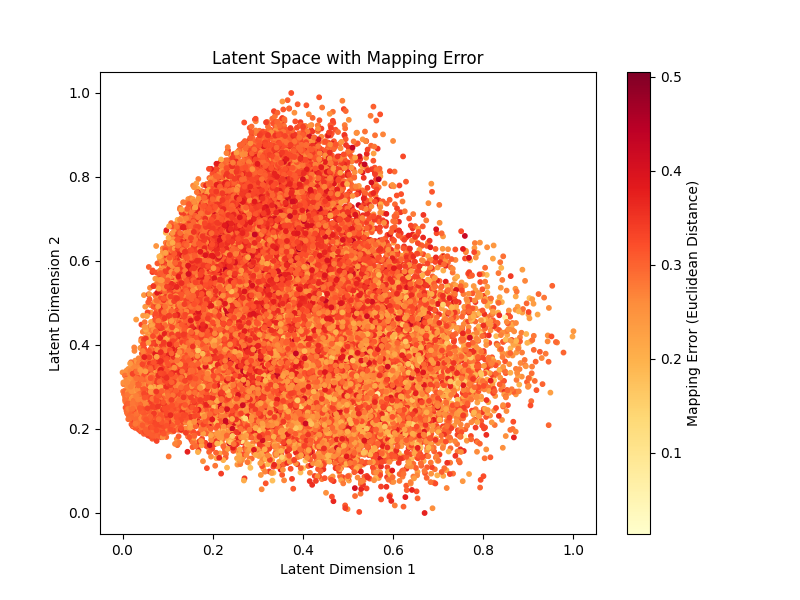 Latent Space with Mapping Error
1.0
0.8
0.6
0.4
0.2
0.0
Latent Dimension 2
0.0 0.2 0.4 0.6 0.8 1.0
Latent Dimension 1
0.5
0.4
0.3
0.2
0.1
Mapping Error (Euclidean Distance)